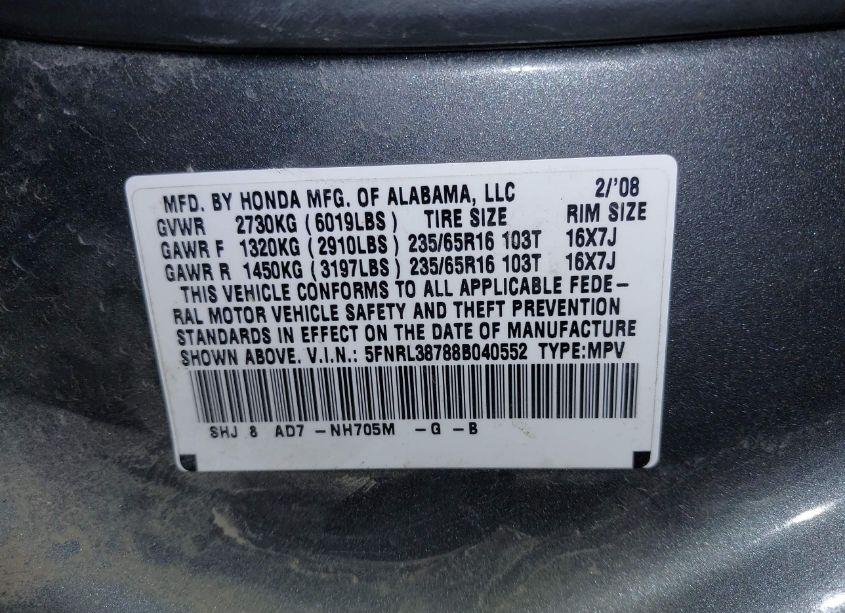 MFD. BY HONDA MFG. OF ALABAMA, LLC 2/'08
GVWR 2730KG ( 6019LBS ) TIRE SIZE RIM SIZE
GAWR F 1320KG ( 2910LBS ) 235/65R16 103T 16X7J
GAWR R 1450KG ( 3197LBS ) 235/65R16 103T 16X7J
THIS VEHICLE CONFORMS TO ALL APPLICABLE FEDE-
RAL MOTOR VEHICLE SAFETY AND THEFT PREVENTION
STANDARDS IN EFFECT ON THE DATE OF MANUFACTURE
SHOWN ABOVE. V.I.N.: 5FNRL38788B040552 TYPE:MPV
SHJ 8 AD7 -NH705M -G -B